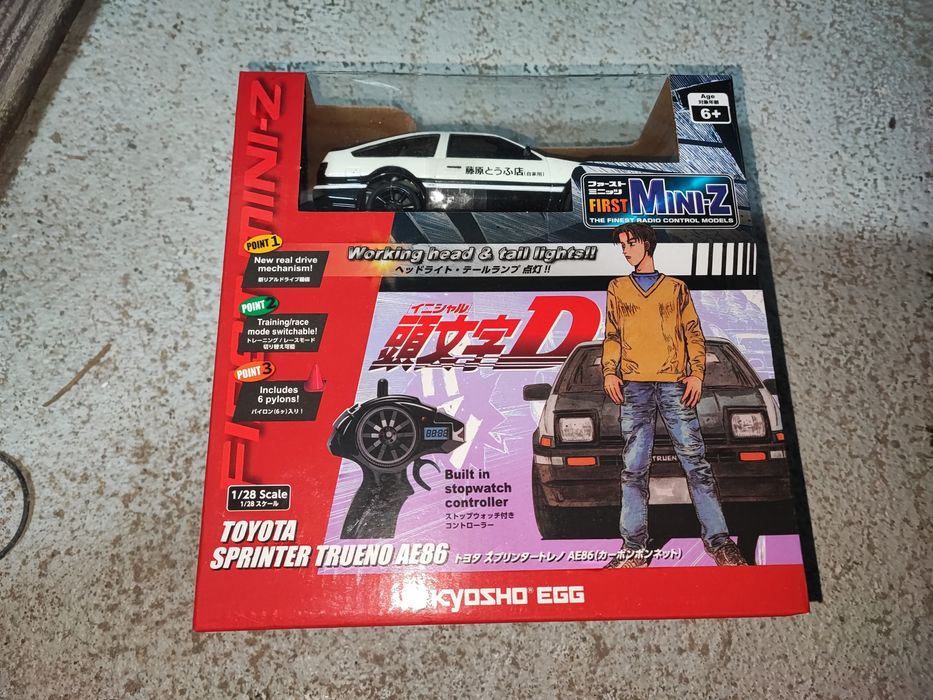 FIRST MINI-Z
Age
対象年齢
6+
藤原とうふ店(自家用)
ファースト
ミニッツ
FIRST MINI-Z
THE FINEST RADIO CONTROL MODELS
POINT 1
New real drive
mechanism!
新リアルドライブ機構
Working head & tail lights!!
ヘッドライト・テールランプ 点灯!!
POINT 2
Training/race
mode switchable!
トレーニング/レースモード
切り替え可能
イニシャル
頭文字D
POINT 3
Includes
6 pylons!
パイロン(6ヶ)入り!
88:88
TRUENO
Built in
stopwatch
controller
ストップウォッチ付き
コントローラー
1/28 Scale
1/28 スケール
TOYOTA
SPRINTER TRUENO AE86 トヨタ スプリンタートレノ AE86(カーボンボンネット)
KYOSHO® EGG